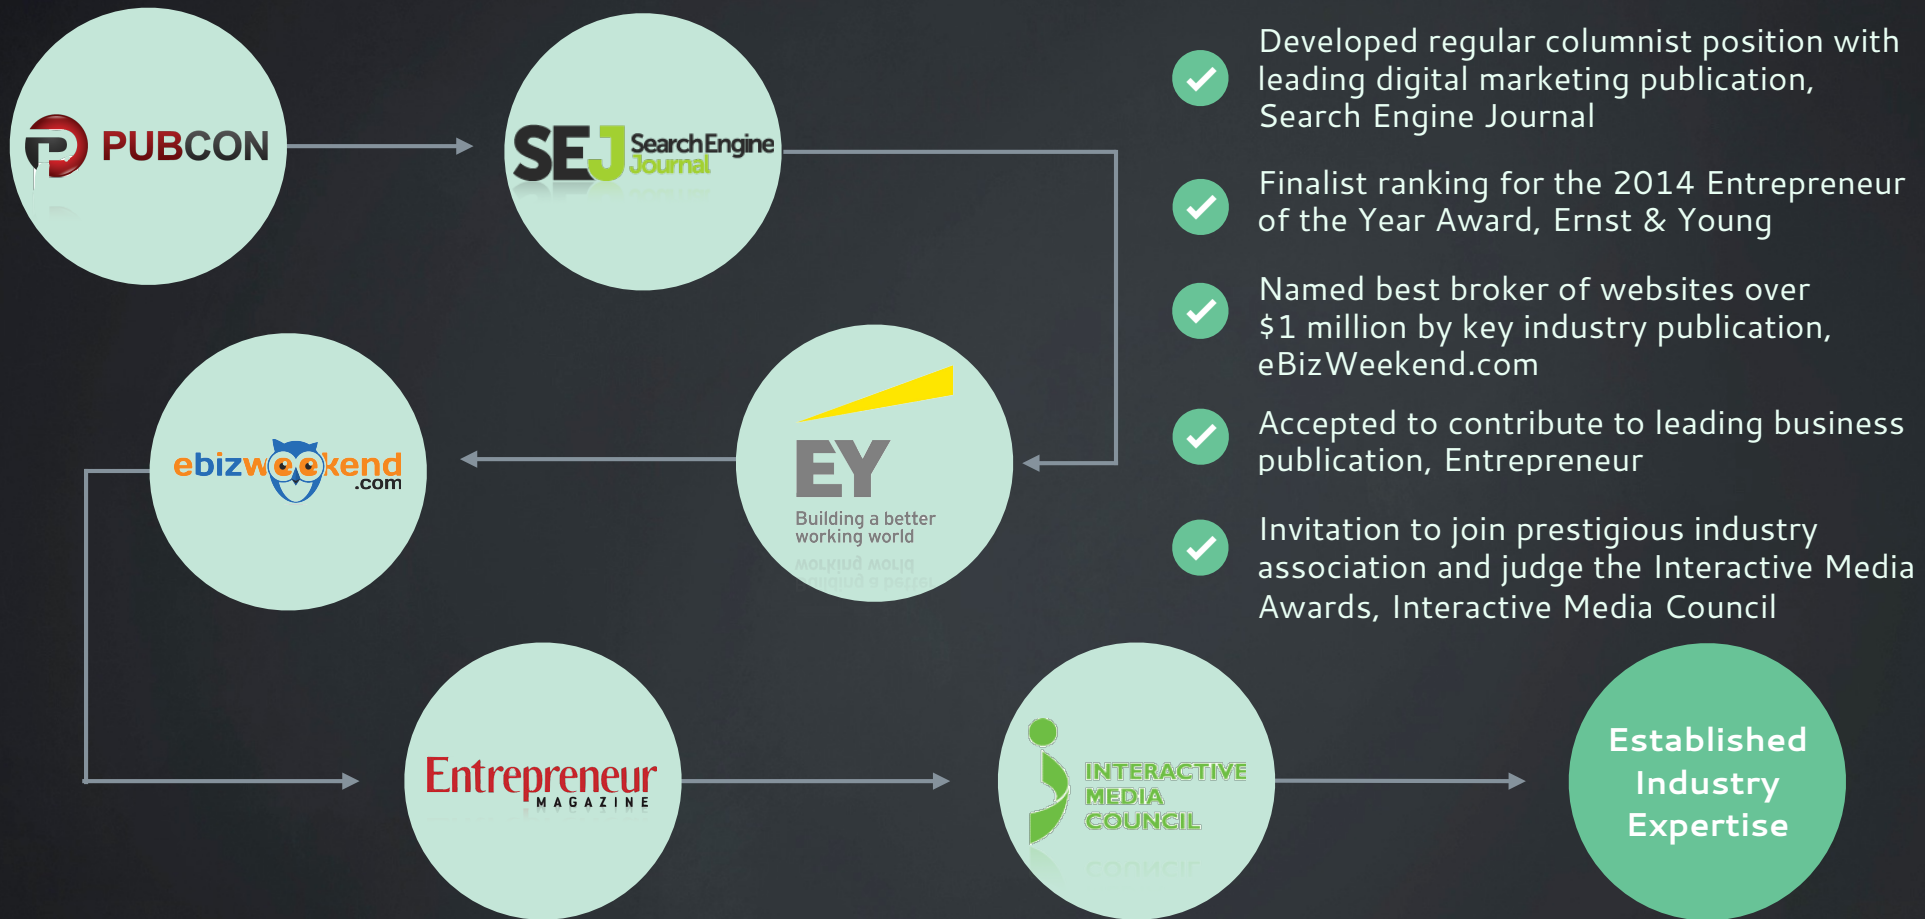 PUBCON
SEJ Search Engine
Journal
Developed regular columnist position with
leading digital marketing publication,
Search Engine Journal
Finalist ranking for the 2014 Entrepreneur
of the Year Award, Ernst & Young
Named best broker of websites over
$1 million by key industry publication,
eBizWeekend.com
Accepted to contribute to leading business
publication, Entrepreneur
Invitation to join prestigious industry
association and judge the Interactive Media
Awards, Interactive Media Council
ebizweekend
.com
EY
Building a better
working world
Entrepreneur
MAGAZINE
INTERACTIVE
MEDIA
COUNCIL
Established
Industry
Expertise